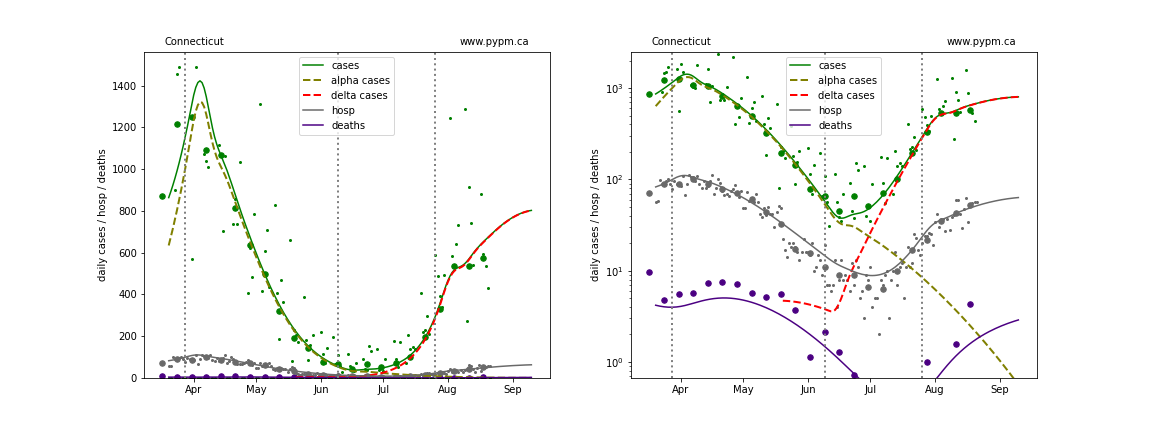 Connecticut www.pypm.ca
cases
alpha cases
delta cases
hosp
deaths
daily cases / hosp / deaths
1400
1200
1000
800
600
400
200
0
Apr May Jun Jul Aug Sep
Connecticut www.pypm.ca
cases
alpha cases
delta cases
hosp
deaths
daily cases / hosp / deaths
10³
10²
10¹
10⁰
Apr May Jun Jul Aug Sep